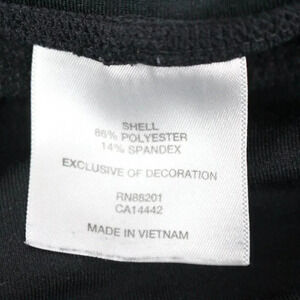 SHELL
86% POLYESTER
14% SPANDEX
EXCLUSIVE OF DECORATION
RN88201
CA14442
MADE IN VIETNAM